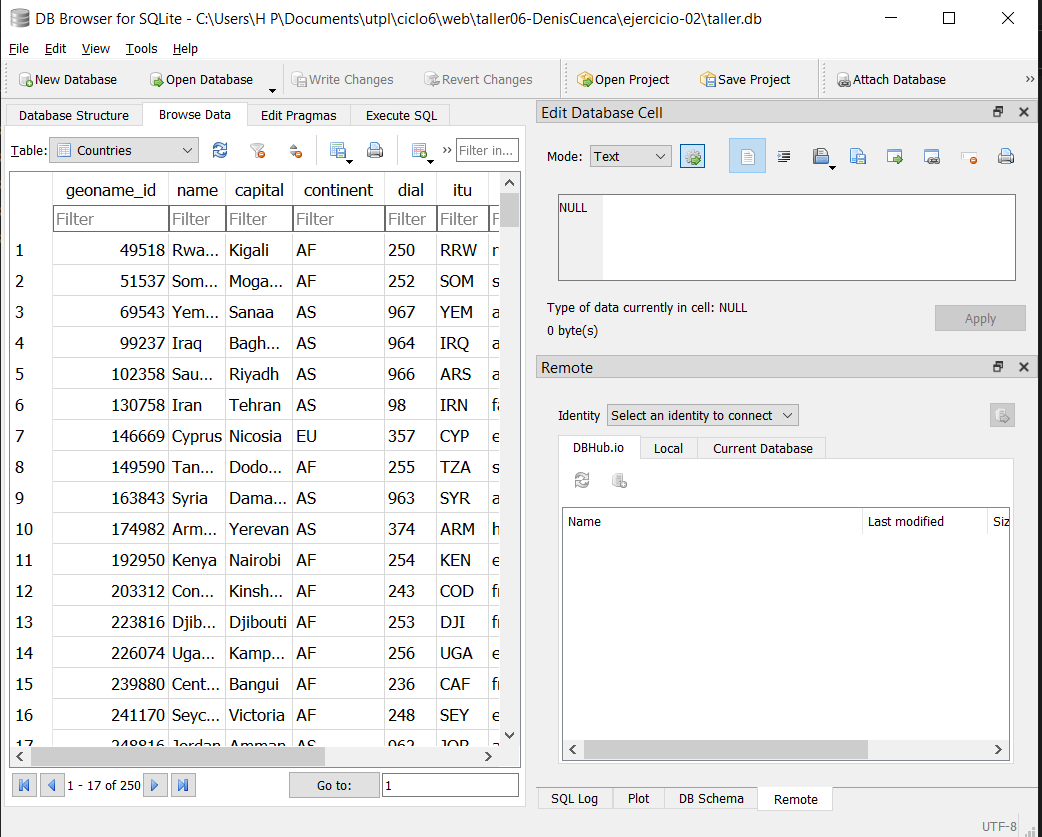 DB Browser for SQLite - C:\Users\H P\Documents\utpl\ciclo6\web\taller06-DenisCuenca\ejercicio-02\taller.db
File Edit View Tools Help
New Database Open Database Write Changes Revert Changes Open Project Save Project Attach Database »
Database Structure Browse Data Edit Pragmas Execute SQL
Table: Countries » Filter in...
geoname_id name capital continent dial itu
Filter Filter Filter Filter Filter Filter F
1 49518 Rwa... Kigali AF 250 RRW r
2 51537 Som... Moga... AF 252 SOM s
3 69543 Yem... Sanaa AS 967 YEM a
4 99237 Iraq Bagh... AS 964 IRQ a
5 102358 Sau... Riyadh AS 966 ARS a
6 130758 Iran Tehran AS 98 IRN fa
7 146669 Cyprus Nicosia EU 357 CYP e
8 149590 Tan... Dodo... AF 255 TZA s
9 163843 Syria Dama... AS 963 SYR a
10 174982 Arm... Yerevan AS 374 ARM h
11 192950 Kenya Nairobi AF 254 KEN e
12 203312 Con... Kinsh... AF 243 COD fr
13 223816 Djib... Djibouti AF 253 DJI fr
14 226074 Uga... Kamp... AF 256 UGA e
15 239880 Cent... Bangui AF 236 CAF fr
16 241170 Seyc... Victoria AF 248 SEY e
17 248816 Jordan Amman AS 962 JOR a
1 - 17 of 250 Go to: 1
Edit Database Cell
Mode: Text
NULL
Type of data currently in cell: NULL
0 byte(s)
Apply
Remote
Identity Select an identity to connect
DBHub.io Local Current Database
Name Last modified Siz
SQL Log Plot DB Schema Remote
UTF-8